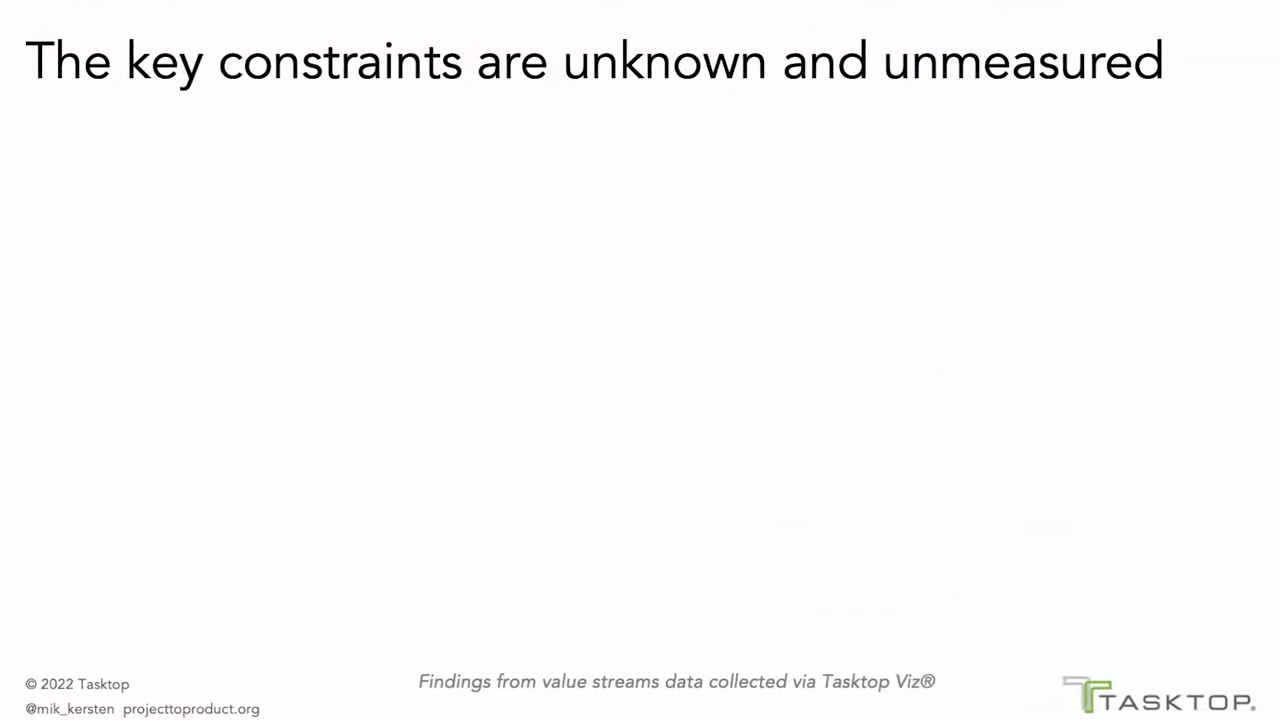 The key constraints are unknown and unmeasured
© 2022 Tasktop
Findings from value streams data collected via Tasktop Viz®
@mik_kersten projecttoproduct.org
TASKTOP.